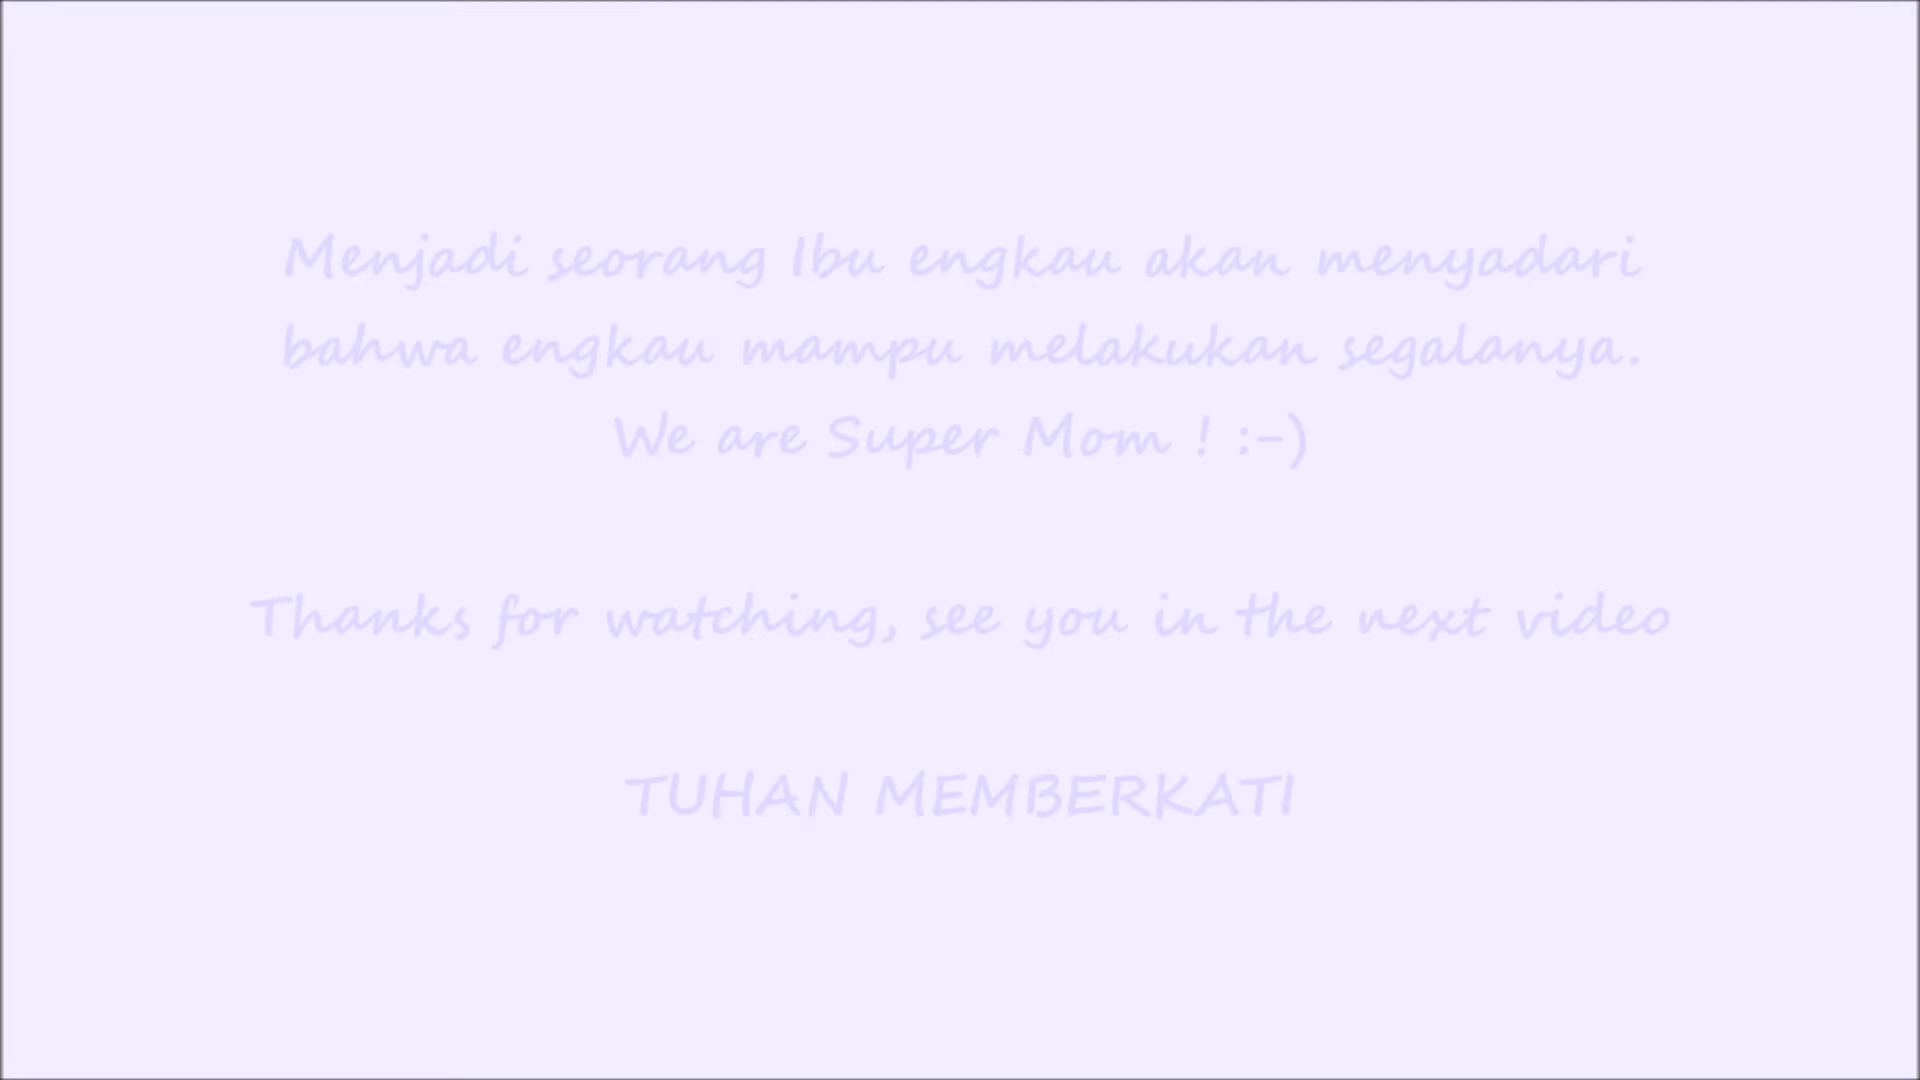 Menjadi seorang Ibu engkau akan menyadari
bahwa engkau mampu melakukan segalanya.
We are Super Mom ! :-)
Thanks for watching, see you in the next video
TUHAN MEMBERKATI